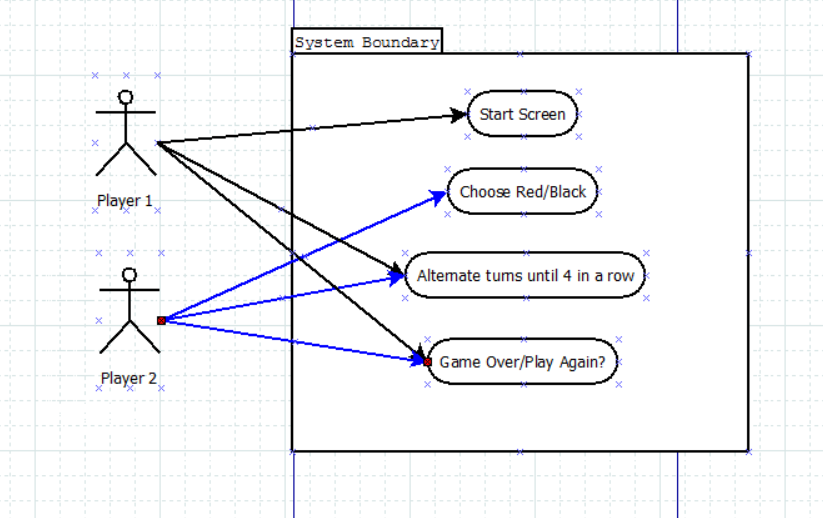 System Boundary
Start Screen
Choose Red/Black
Player 1
Alternate turns until 4 in a row
Game Over/Play Again?
Player 2